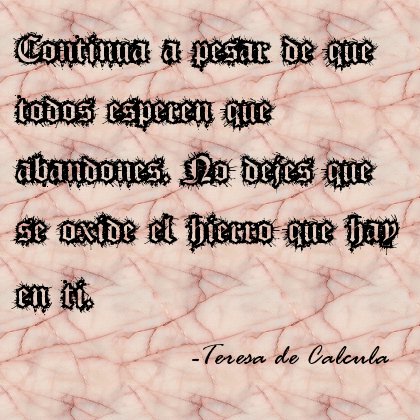 Continua a pesar de que
todos esperen que
abandones. No dejes que
se oxide el hierro que hay
en ti.
-Teresa de Calcula